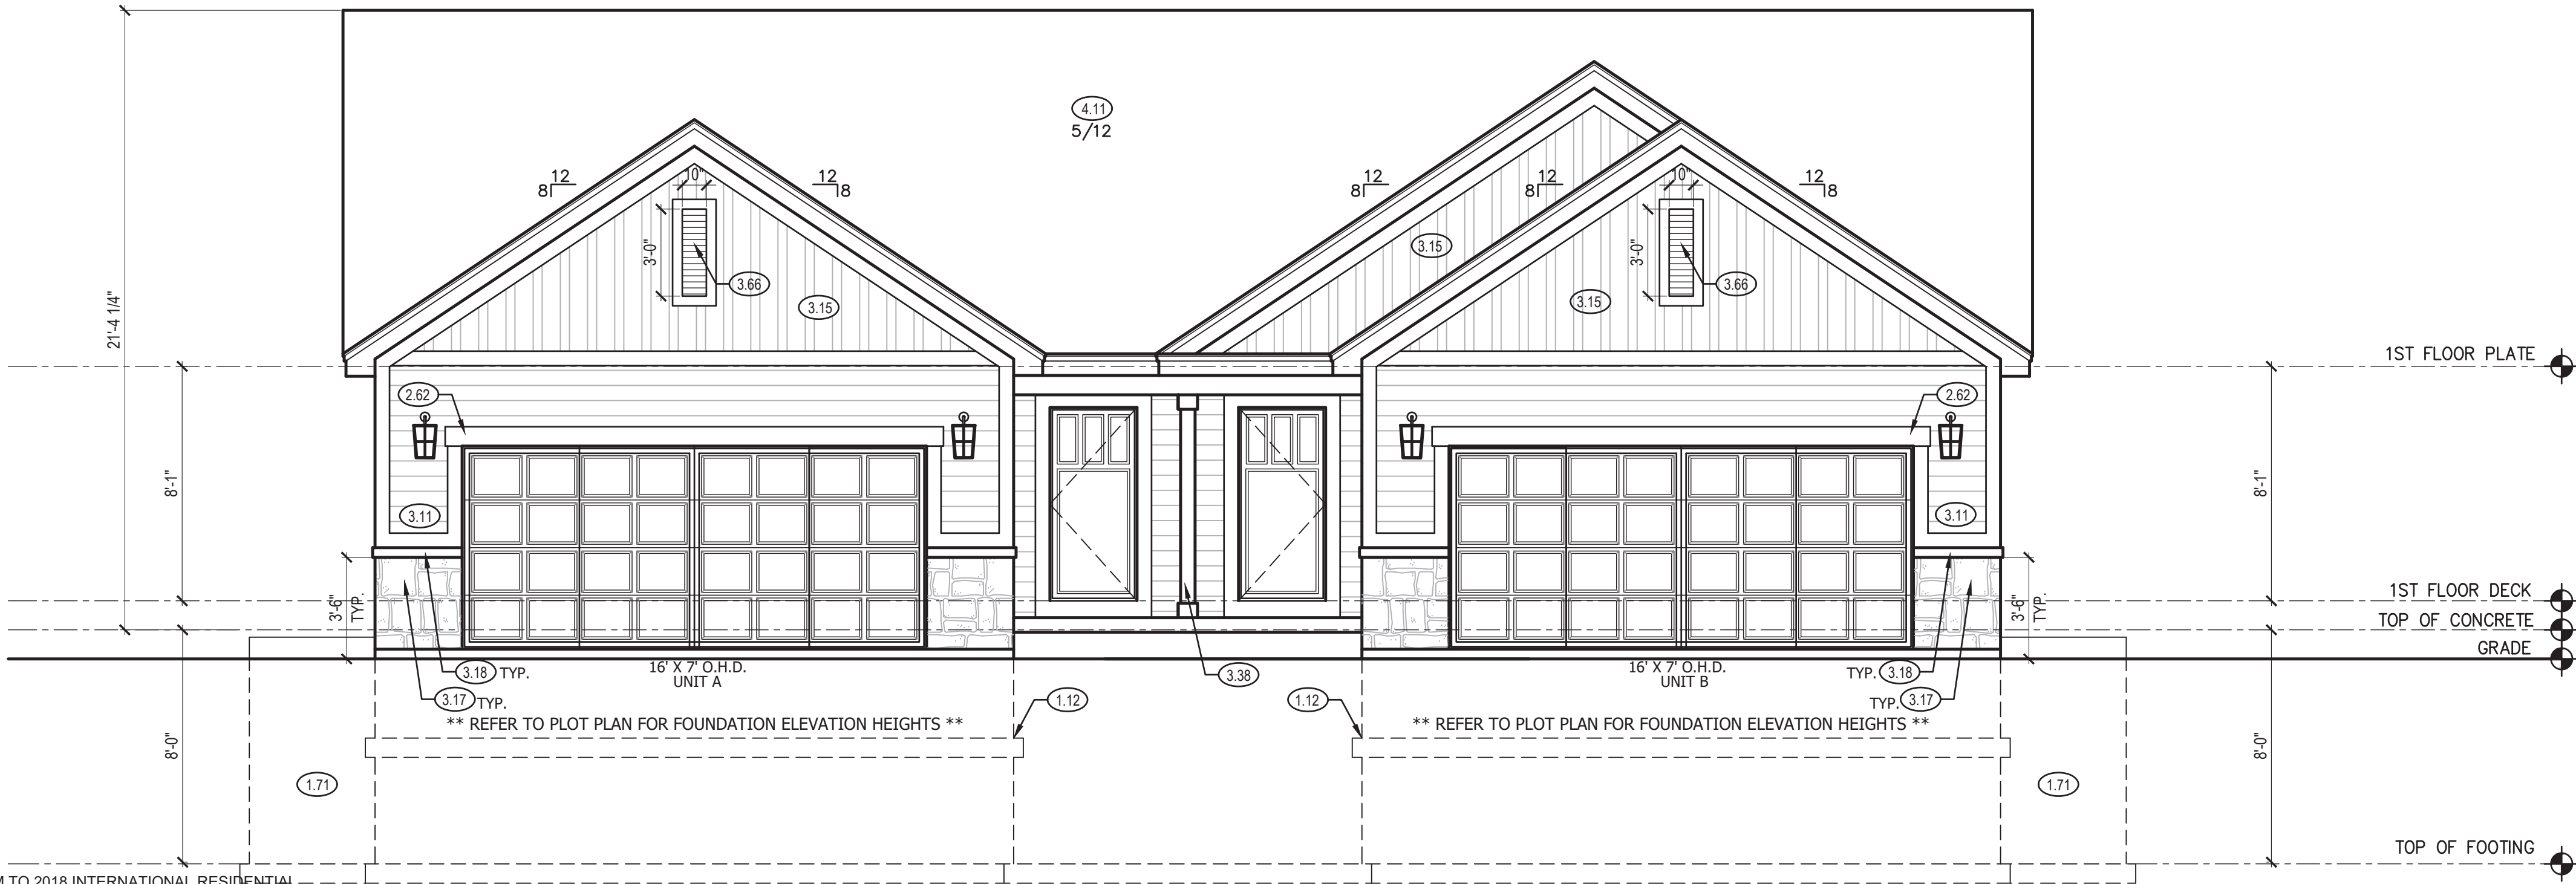 4.11
5/12
12
8
12
8
12
8
12
8
12
8
10"
10"
3'-0"
3'-0"
3.66
3.15
3.15
3.15
3.66
21'-4 1/4"
1ST FLOOR PLATE
2.62
2.62
8'-1"
8'-1"
3.11
3.11
1ST FLOOR DECK
3'-6"
TYP.
3'-6"
TYP.
TOP OF CONCRETE
GRADE
3.18 TYP.
16' X 7' O.H.D.
UNIT A
3.38
16' X 7' O.H.D.
UNIT B
TYP. 3.18
3.17 TYP.
1.12
1.12
TYP. 3.17
** REFER TO PLOT PLAN FOR FOUNDATION ELEVATION HEIGHTS **
** REFER TO PLOT PLAN FOR FOUNDATION ELEVATION HEIGHTS **
8'-0"
8'-0"
1.71
1.71
TOP OF FOOTING
TO 2018 INTERNATIONAL RESIDENTIAL